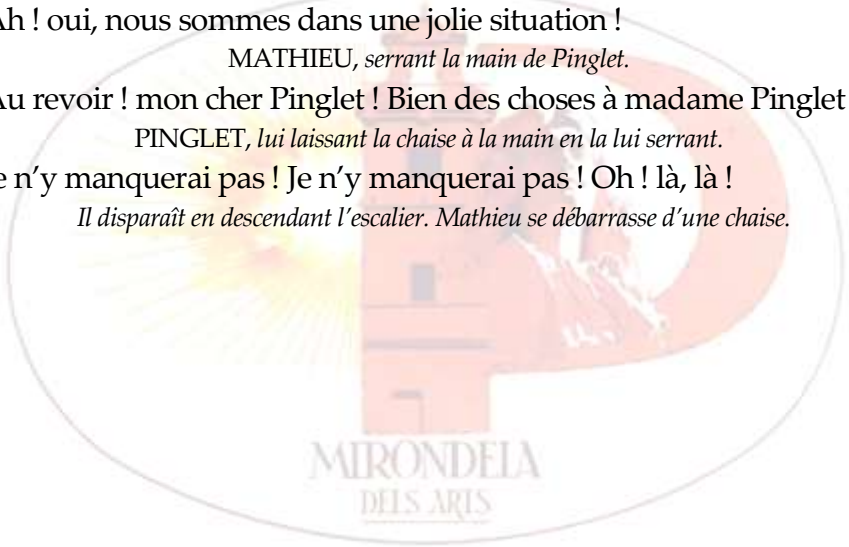 Ah ! oui, nous sommes dans une jolie situation !
MATHIEU, serrant la main de Pinglet.
Au revoir ! mon cher Pinglet ! Bien des choses à madame Pinglet
PINGLET, lui laissant la chaise à la main en la lui serrant.
e n’y manquerai pas ! Je n’y manquerai pas ! Oh ! là, là !
Il disparaît en descendant l’escalier. Mathieu se débarrasse d’une chaise.
MIRONDELA
DELS ARTS